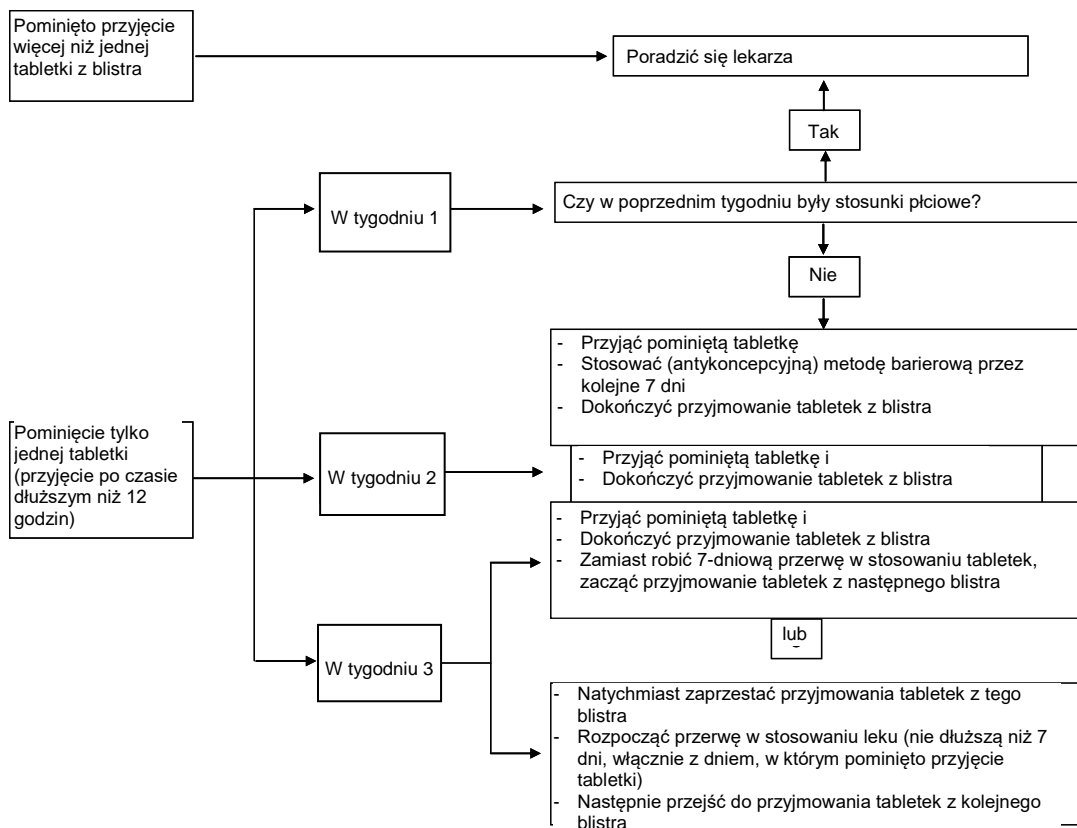 Pominięto przyjęcie
więcej niż jednej
tabletki z blistra
Poradzić się lekarza
Tak
W tygodniu 1
Czy w poprzednim tygodniu były stosunki płciowe?
Nie
- Przyjąć pominiętą tabletkę
- Stosować (antykoncepcyjną) metodę barierową przez
kolejne 7 dni
- Dokończyć przyjmowanie tabletek z blistra
Pominięcie tylko
jednej tabletki
(przyjęcie po czasie
dłuższym niż 12
godzin)
W tygodniu 2
- Przyjąć pominiętą tabletkę i
- Dokończyć przyjmowanie tabletek z blistra
- Przyjąć pominiętą tabletkę i
- Dokończyć przyjmowanie tabletek z blistra
- Zamiast robić 7-dniową przerwę w stosowaniu tabletek,
zacząć przyjmowanie tabletek z następnego blistra
lub
W tygodniu 3
- Natychmiast zaprzestać przyjmowania tabletek z tego
blistra
- Rozpocząć przerwę w stosowaniu leku (nie dłuższą niż 7
dni, włącznie z dniem, w którym pominięto przyjęcie
tabletki)
- Następnie przejść do przyjmowania tabletek z kolejnego
blistra